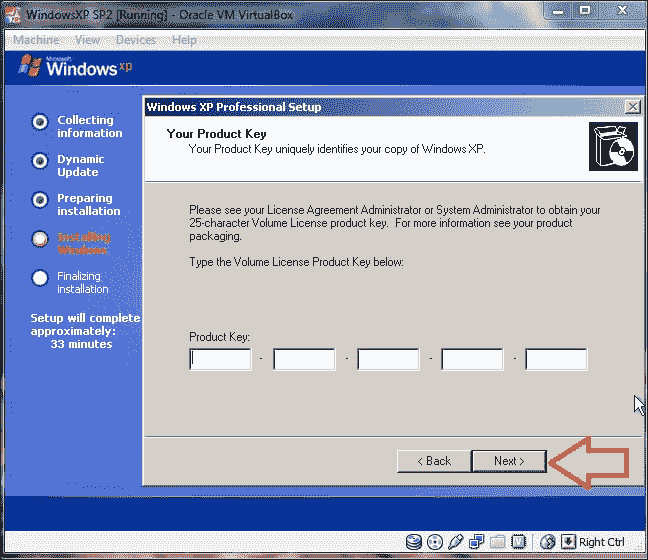 WindowsXP SP2 [Running] - Oracle VM VirtualBox
Machine View Devices Help
Microsoft
Windows xp
Collecting
information
Dynamic
Update
Preparing
installation
Installing
Windows
Finalizing
installation
Setup will complete
approximately:
33 minutes
Windows XP Professional Setup
Your Product Key
Your Product Key uniquely identifies your copy of Windows XP.
Please see your License Agreement Administrator or System Administrator to obtain your
25-character Volume License product key. For more information see your product
packaging.
Type the Volume License Product Key below:
Product Key:
- - - -
< Back Next >
Right Ctrl